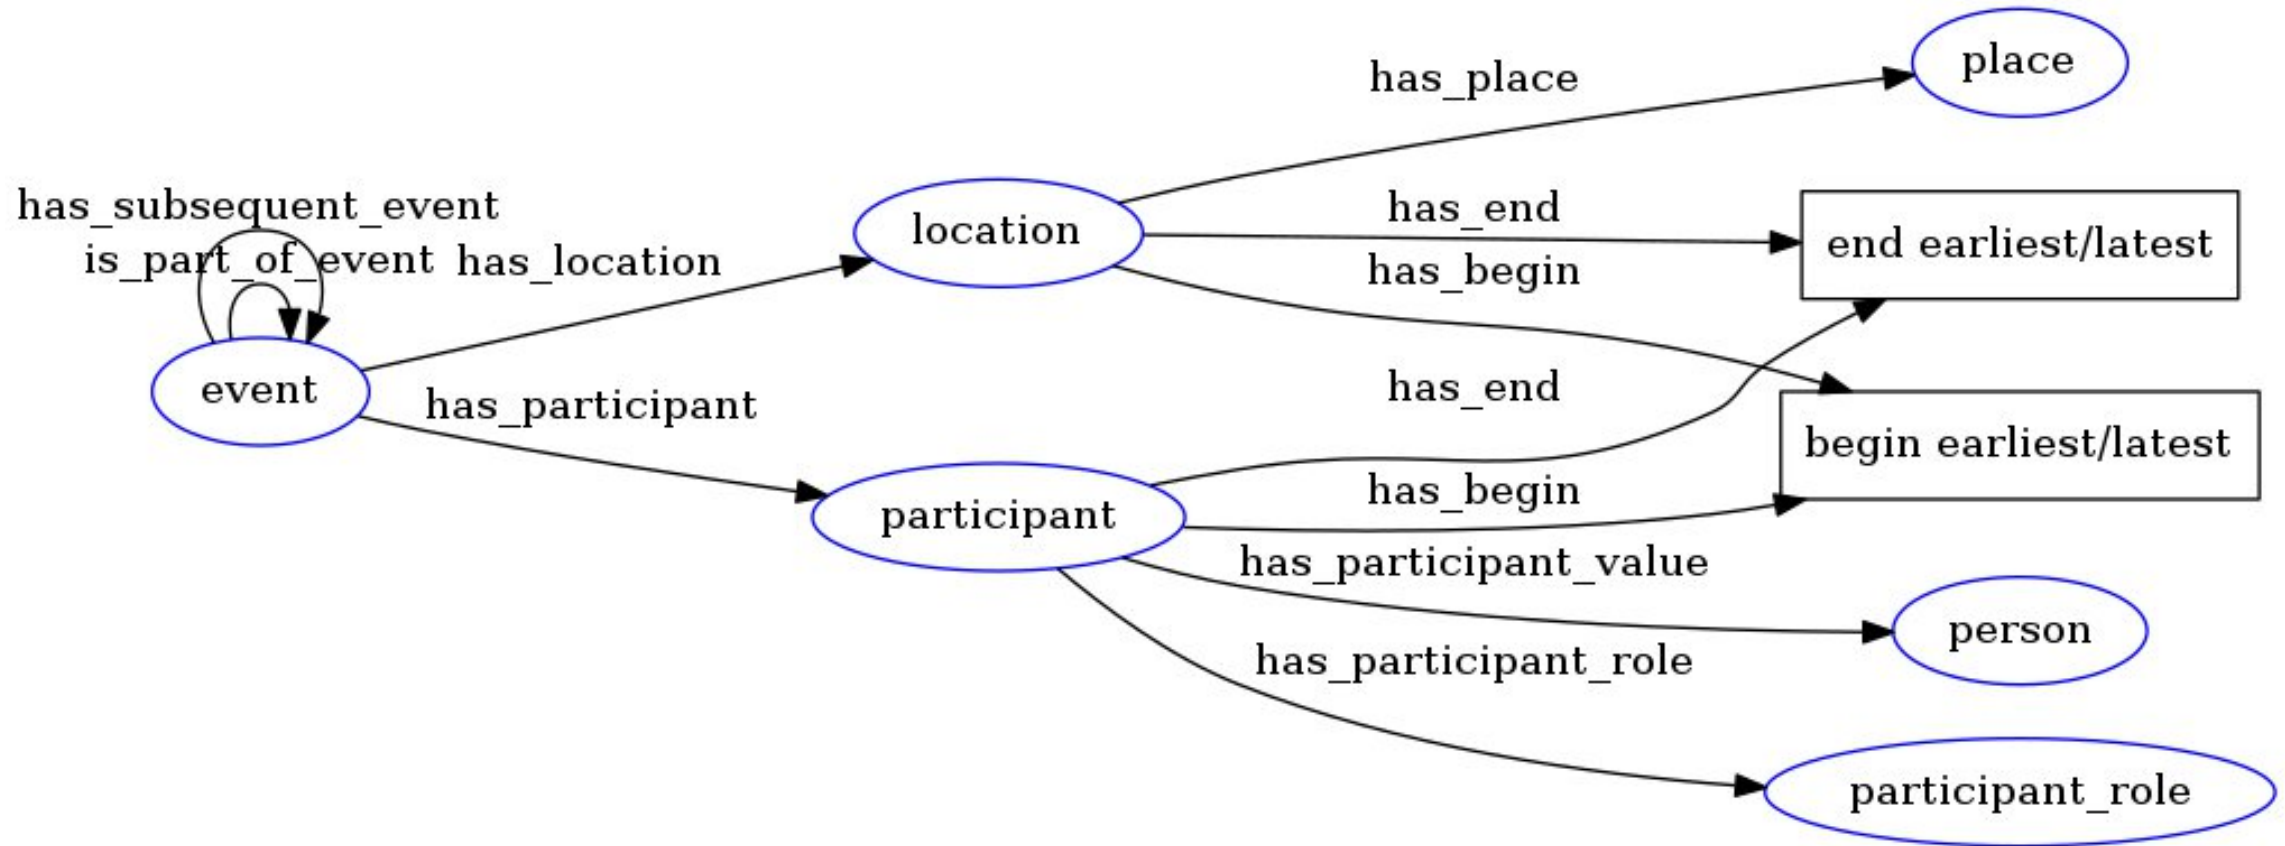 place
has_place
has_subsequent_event
has_end
location
end earliest/latest
is_part_of_event
has_location
has_begin
event
has_end
has_participant
begin earliest/latest
has_begin
participant
has_participant_value
person
has_participant_role
participant_role